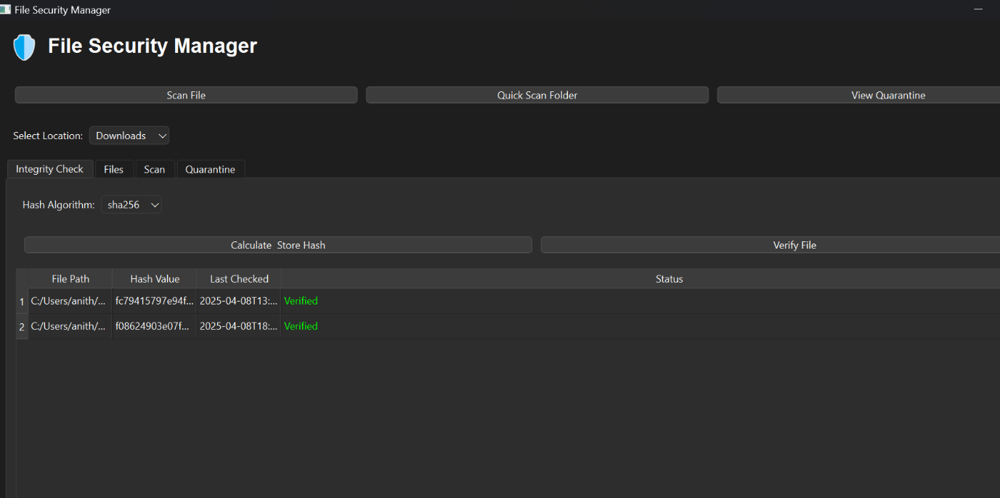 File Security Manager
File Security Manager
Scan File Quick Scan Folder View Quarantine
Select Location: Downloads
Integrity Check Files Scan Quarantine
Hash Algorithm: sha256
Calculate  Store Hash Verify File
File Path Hash Value Last Checked Status
1 C:/Users/anith/... fc79415797e94f... 2025-04-08T13:... Verified
2 C:/Users/anith/... f08624903e07f... 2025-04-08T18:... Verified